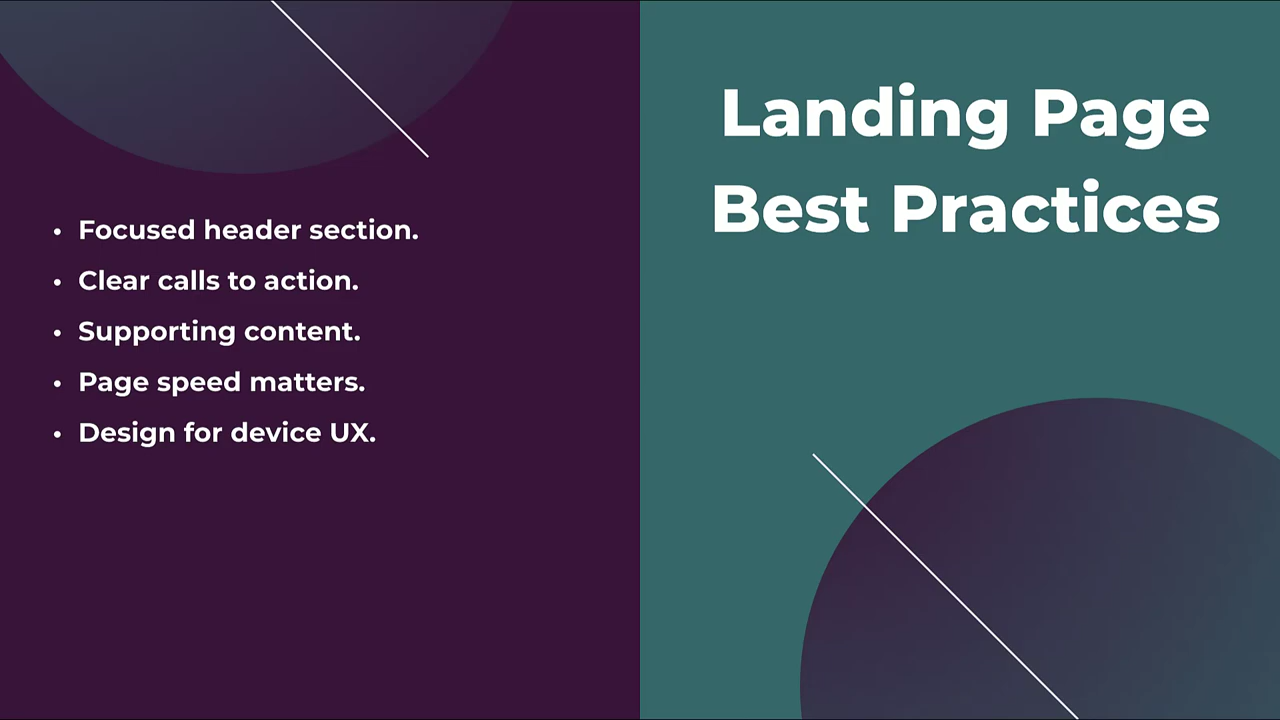 Landing Page
Best Practices
• Focused header section.
• Clear calls to action.
• Supporting content.
• Page speed matters.
• Design for device UX.